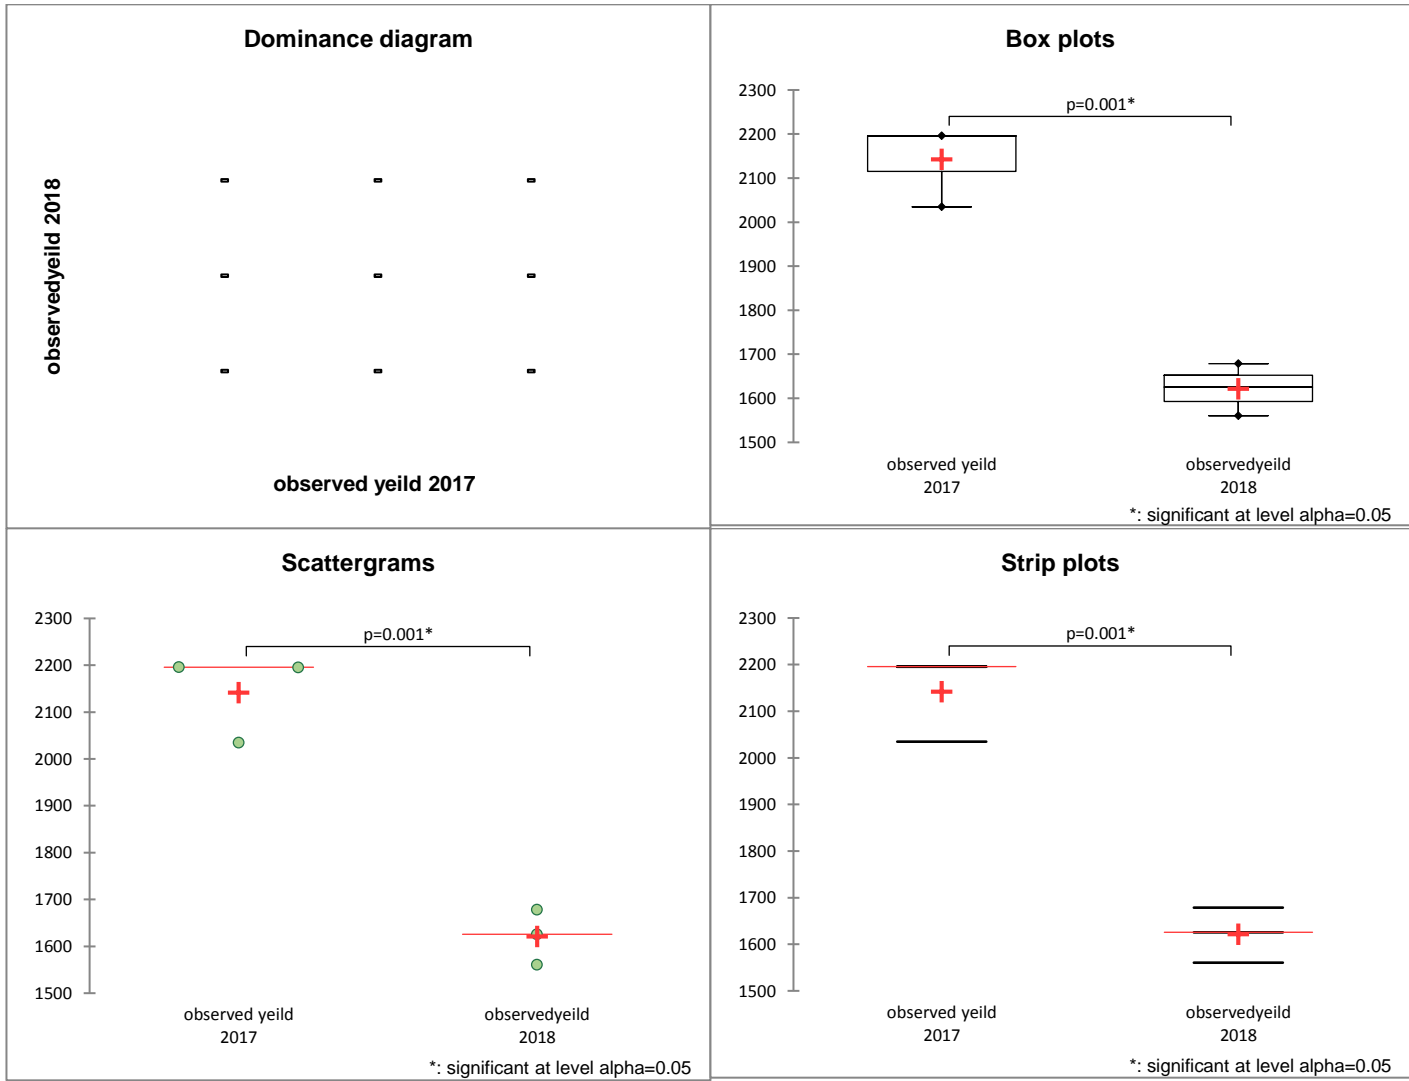 Dominance diagram
observedyeild 2018
observed yeild 2017
Box plots
2300
2200
2100
2000
1900
1800
1700
1600
1500
p=0.001*
observed yeild
2017
observedyeild
2018
*: significant at level alpha=0.05
Scattergrams
2300
2200
2100
2000
1900
1800
1700
1600
1500
p=0.001*
observed yeild
2017
observedyeild
2018
*: significant at level alpha=0.05
Strip plots
2300
2200
2100
2000
1900
1800
1700
1600
1500
p=0.001*
observed yeild
2017
observedyeild
2018
*: significant at level alpha=0.05